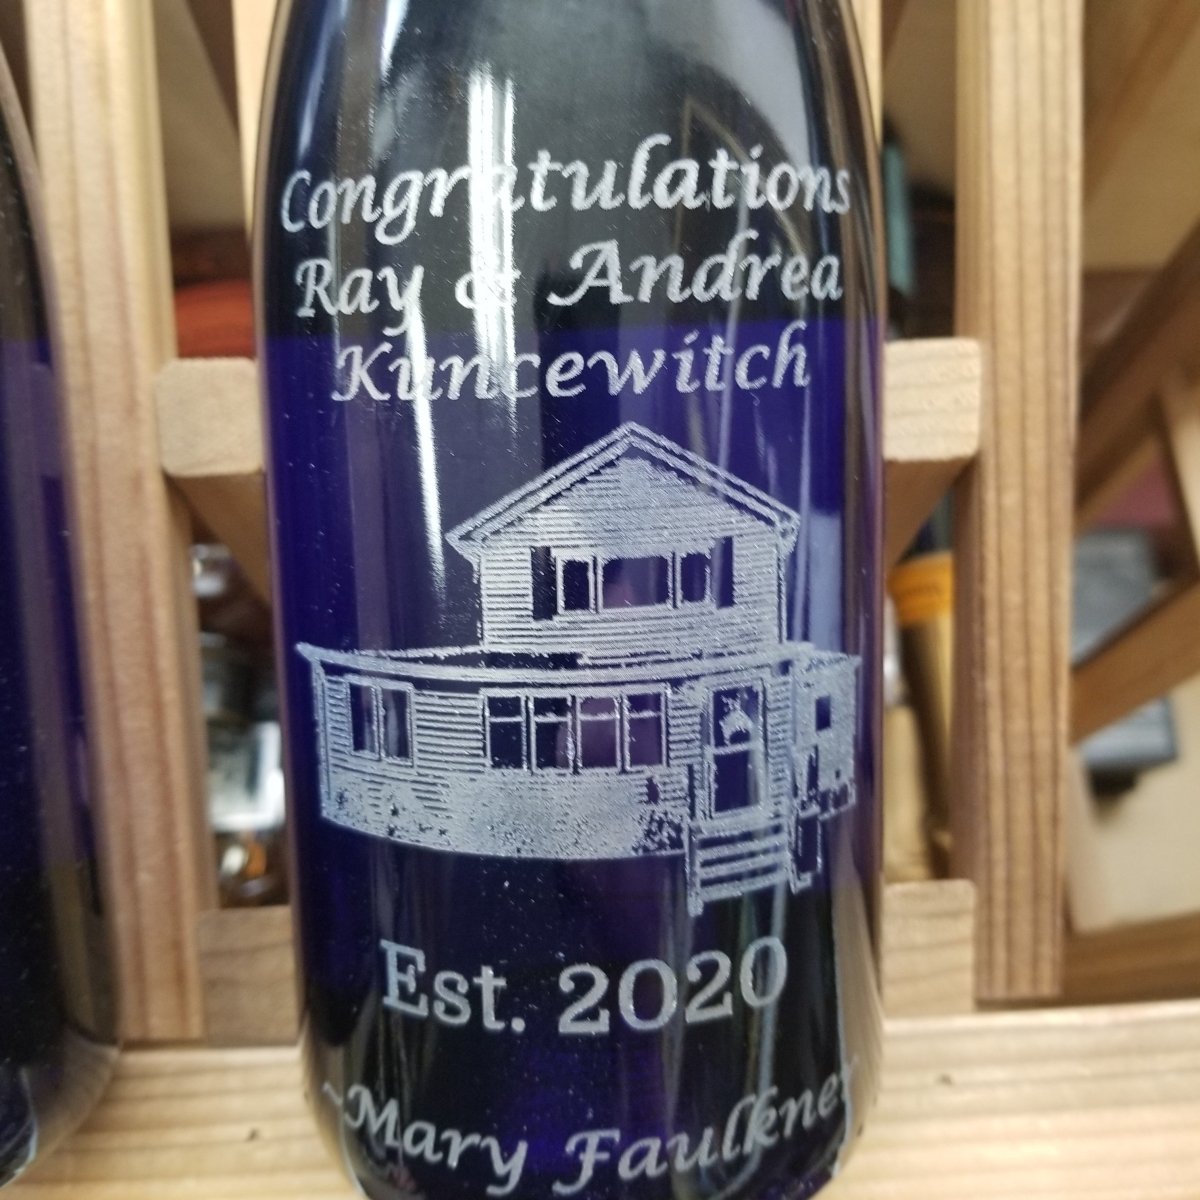 Congratulations
Ray & Andrea
Kuncewitch
Est. 2020
~Mary Faulkner